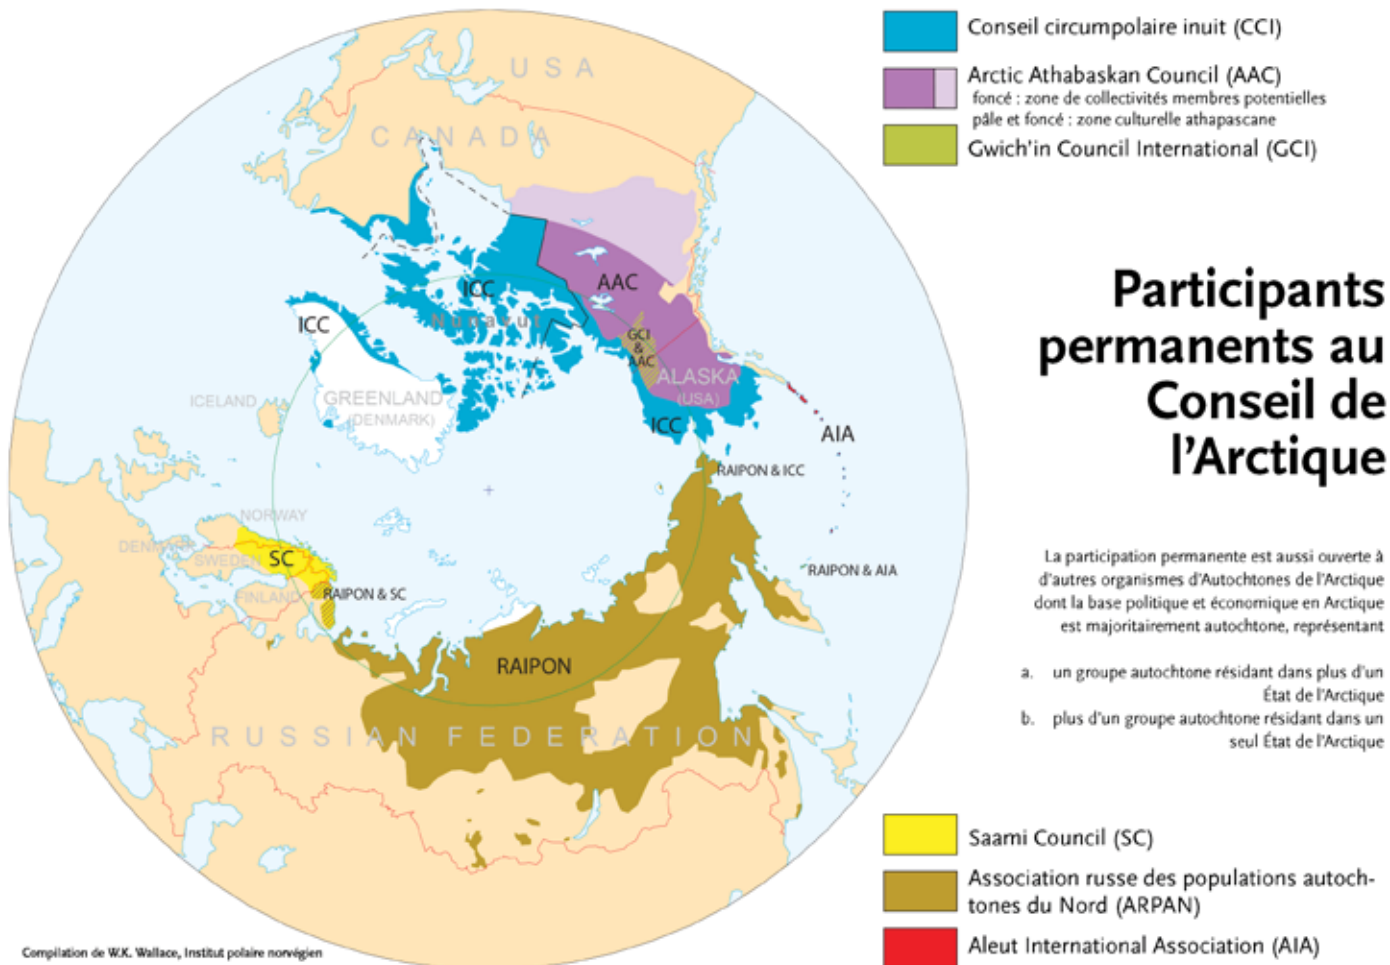 Conseil circumpolaire inuit (CCI)
Arctic Athabaskan Council (AAC)
foncé : zone de collectivités membres potentielles
pâle et foncé : zone culturelle athapascane
Gwich'in Council International (GCI)
USA
CANADA
AAC
ICC
Nunavut
ICC
GCI
&
AAC
ALASKA
(USA)
GREENLAND
(DENMARK)
ICELAND
ICC
AIA
RAIPON & ICC
NORWAY
DENMARK
SWEDEN
SC
FINLAND
RAIPON & SC
RAIPON & AIA
RAIPON
RUSSIAN FEDERATION
Participants
permanents au
Conseil de
l'Arctique
La participation permanente est aussi ouverte à
d'autres organismes d'Autochtones de l'Arctique
dont la base politique et économique en Arctique
est majoritairement autochtone, représentant
a. un groupe autochtone résidant dans plus d'un
État de l'Arctique
b. plus d'un groupe autochtone résidant dans un
seul État de l'Arctique
Saami Council (SC)
Association russe des populations autoch-
tones du Nord (ARPAN)
Aleut International Association (AIA)
Compilation de W.K. Wallace, Institut polaire norvégien